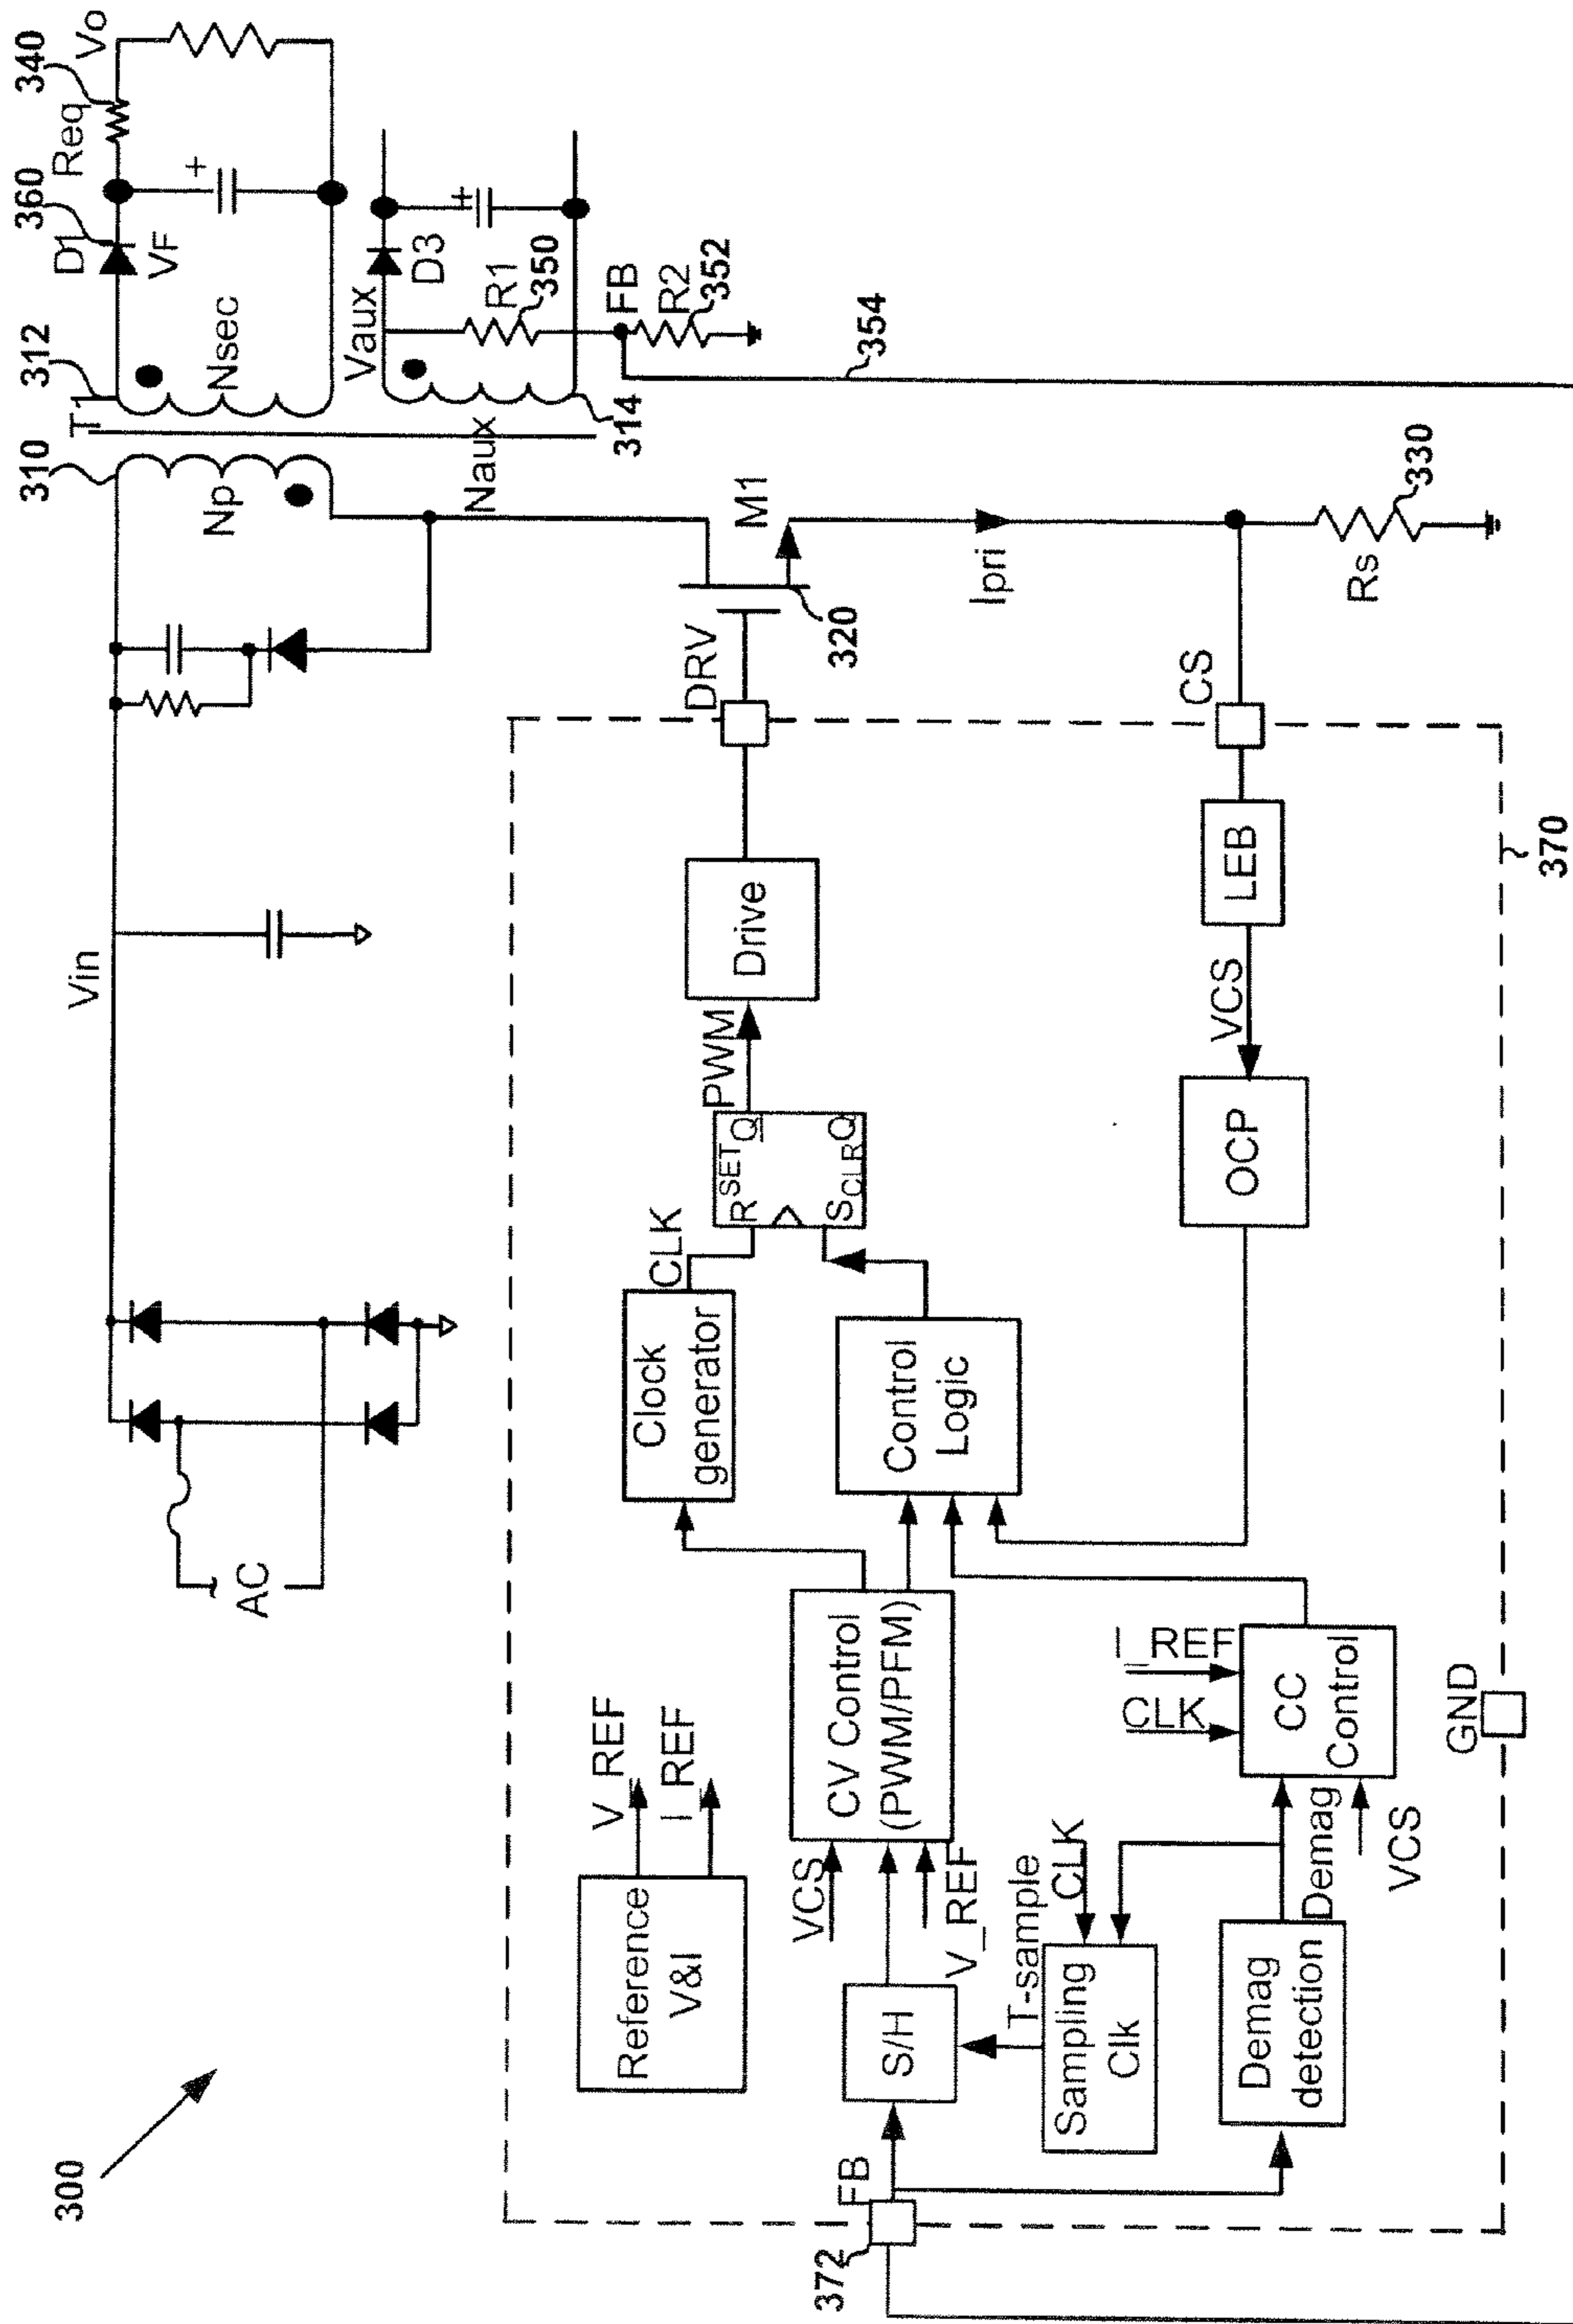 300
AC
Vin
310
T1
312
Np
Nsec
D1
360
VF
Req
340
Vo
Naux
314
Vaux
D3
R1
350
FB
R2
352
354
M1
320
Ipri
Rs
330
DRV
CS
370
Drive
PWM
LEB
VCS
OCP
R SET Q
S CLR Q
CLK
Clock
generator
Control
Logic
Reference
V&I
V_REF
I_REF
CV Control
(PWM/PFM)
VCS
V_REF
S/H
T-sample
CLK
Sampling
Clk
Demag
detection
Demag
CC
Control
I_REF
CLK
VCS
GND
FB
372